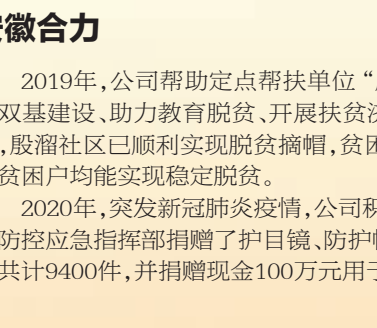 安徽合力
2019年,公司帮助定点帮扶单位“
双基建设、助力教育脱贫、开展扶贫
,殷溜社区已顺利实现脱贫摘帽,贫
贫困户均能实现稳定脱贫。
2020年,突发新冠肺炎疫情,公司积
防控应急指挥部捐赠了护目镜、防护
共计9400件,并捐赠现金100万元用于